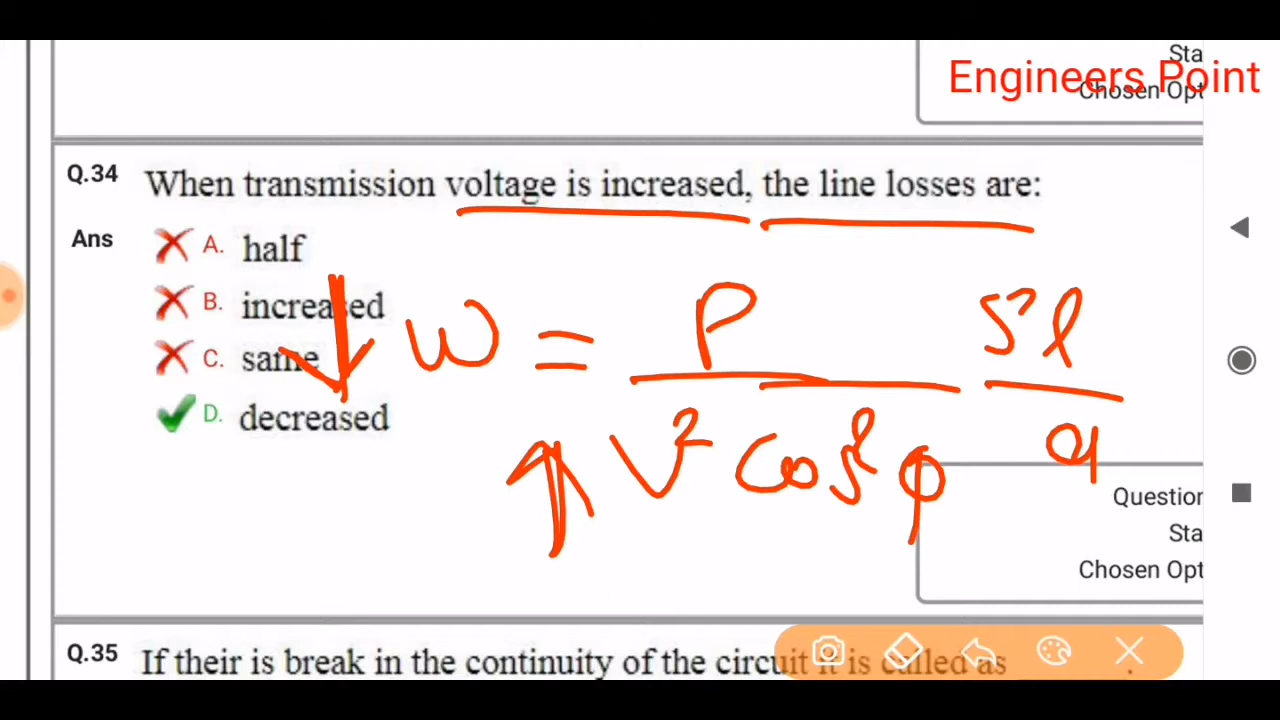 Sta
Engineers Point
Chosen Opt
Q.34 When transmission voltage is increased, the line losses are:
Ans A. half
B. increased
C. same
D. decreased
W = P / V² cos² φ ρl / a
Question
Sta
Chosen Opt
Q.35 If their is break in the continuity of the circuit it is called as .